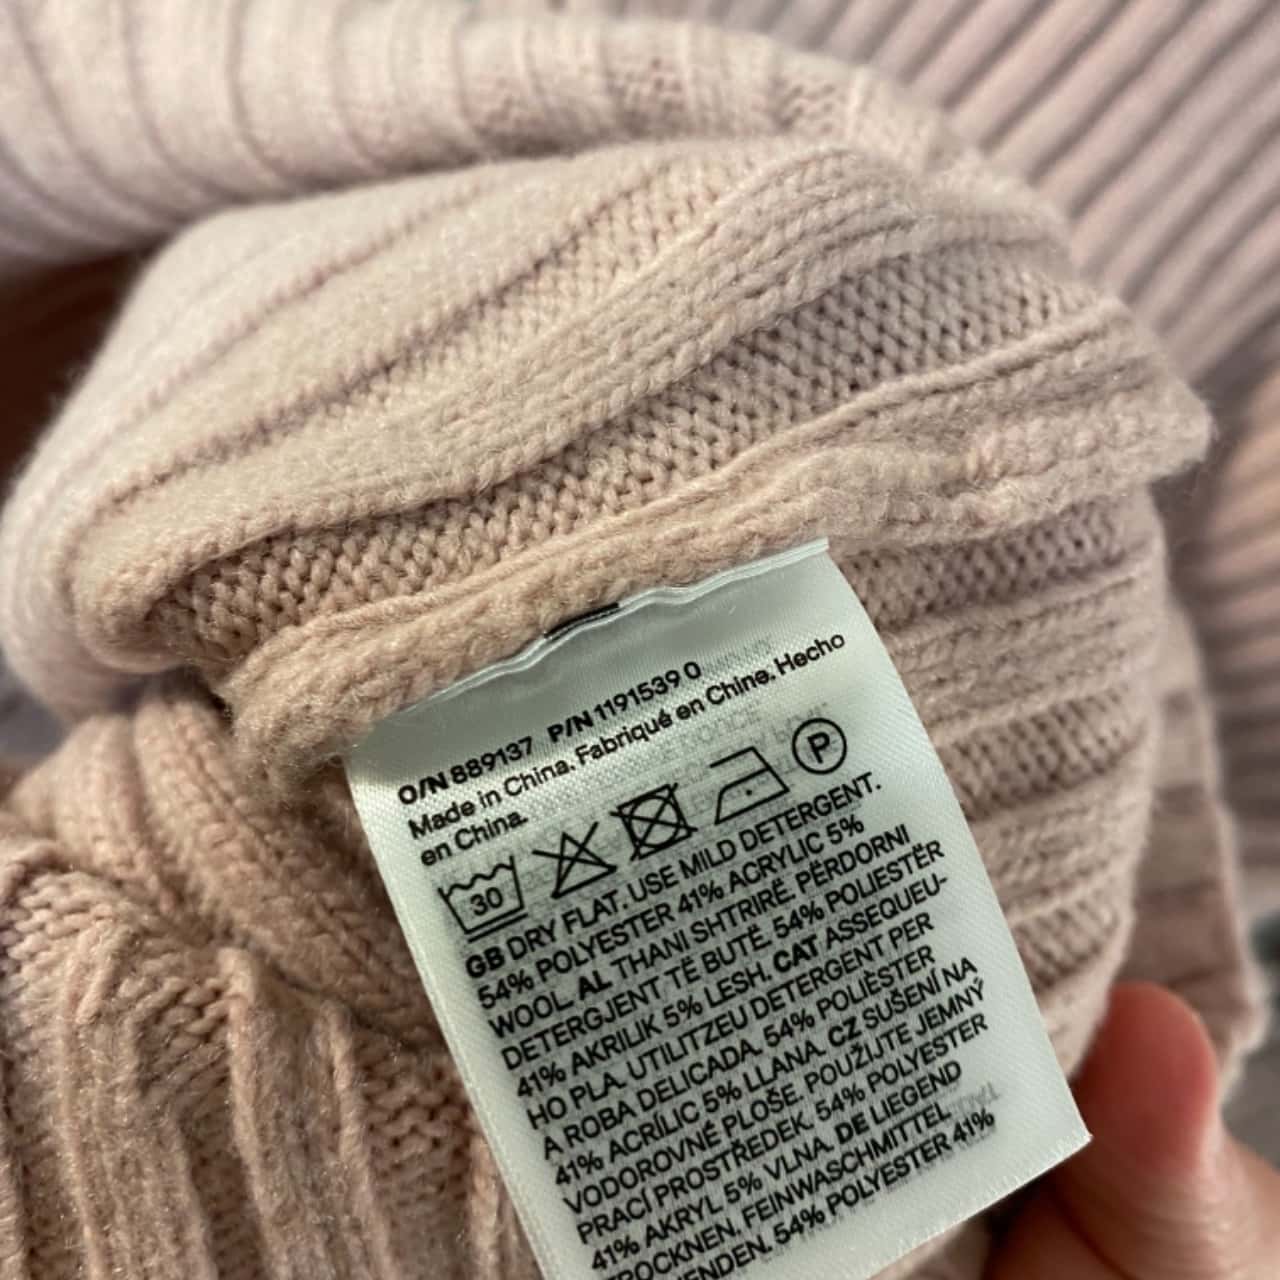 O/N 889137 P/N 1191539 0
Made in China. Fabriqué en Chine. Hecho
en China.
30
P
GB DRY FLAT. USE MILD DETERGENT.
54% POLYESTER 41% ACRYLIC 5%
WOOL. AL THANI SHTRIRË. PËRDORNI
DETERGJENT TË BUTË. 54% POLIESTËR
41% AKRILIK 5% LESH. CAT ASSEQUEU-
HO PLA. UTILITZEU DETERGENT PER
A ROBA DELICADA. 54% POLIÈSTER
41% ACRÍLIC 5% LLANA. CZ SUŠENÍ NA
VODOROVNÉ PLOŠE. POUŽIJTE JEMNÝ
PRACÍ PROSTŘEDEK. 54% POLYESTER
41% AKRYL 5% VLNA. DE LIEGEND
TROCKNEN. FEINWASCHMITTEL
ENDEN. 54% POLYESTER 41%